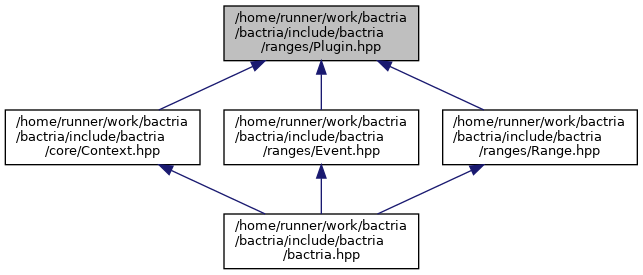 /home/runner/work/bactria
/bactria/include/bactria
/ranges/Plugin.hpp
/home/runner/work/bactria
/bactria/include/bactria
/core/Context.hpp
/home/runner/work/bactria
/bactria/include/bactria
/ranges/Event.hpp
/home/runner/work/bactria
/bactria/include/bactria
/ranges/Range.hpp
/home/runner/work/bactria
/bactria/include/bactria
/bactria.hpp